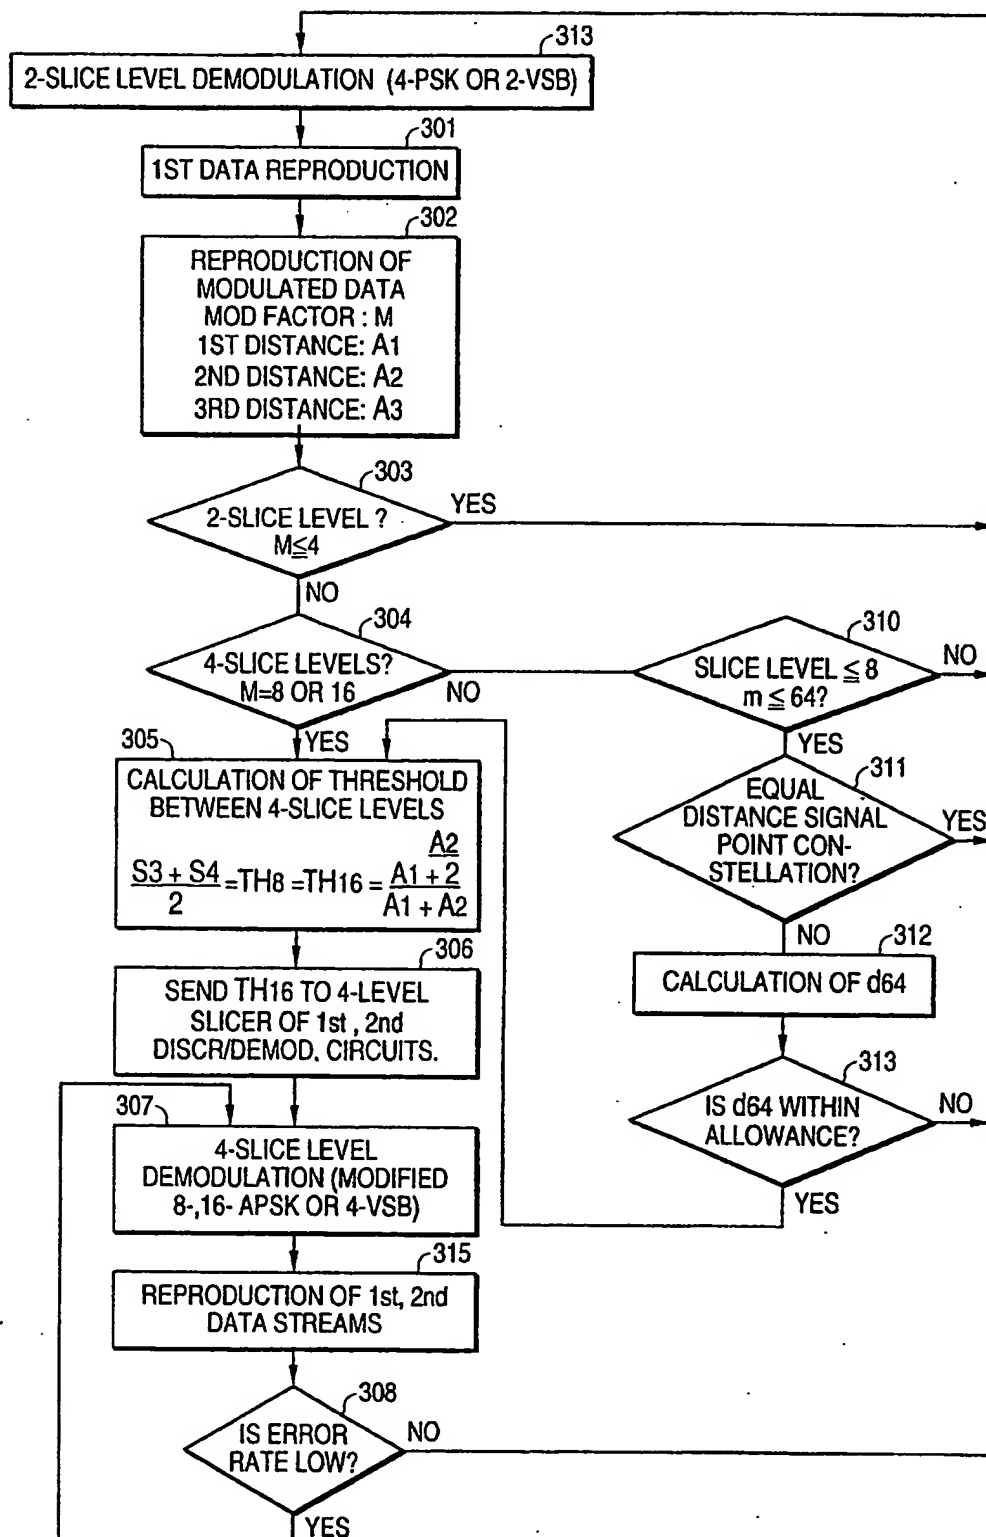 313
2-SLICE LEVEL DEMODULATION (4-PSK OR 2-VSB)
301
1ST DATA REPRODUCTION
302
REPRODUCTION OF
MODULATED DATA
MOD FACTOR : M
1ST DISTANCE: A1
2ND DISTANCE: A2
3RD DISTANCE: A3
303
2-SLICE LEVEL ?
M≦4
YES
NO
304
4-SLICE LEVELS?
M=8 OR 16
NO
YES
310
SLICE LEVEL ≦ 8
m ≦ 64?
NO
YES
305
CALCULATION OF THRESHOLD
BETWEEN 4-SLICE LEVELS
S3 + S4
2
=TH8 =TH16 =
A2
A1 + 2
A1 + A2
311
EQUAL
DISTANCE SIGNAL
POINT CON-
STELLATION?
YES
NO
312
CALCULATION OF d64
306
SEND TH16 TO 4-LEVEL
SLICER OF 1st , 2nd
DISCR/DEMOD. CIRCUITS.
313
IS d64 WITHIN
ALLOWANCE?
NO
YES
307
4-SLICE LEVEL
DEMODULATION (MODIFIED
8-,16- APSK OR 4-VSB)
315
REPRODUCTION OF 1st, 2nd
DATA STREAMS
308
IS ERROR
RATE LOW?
NO
YES